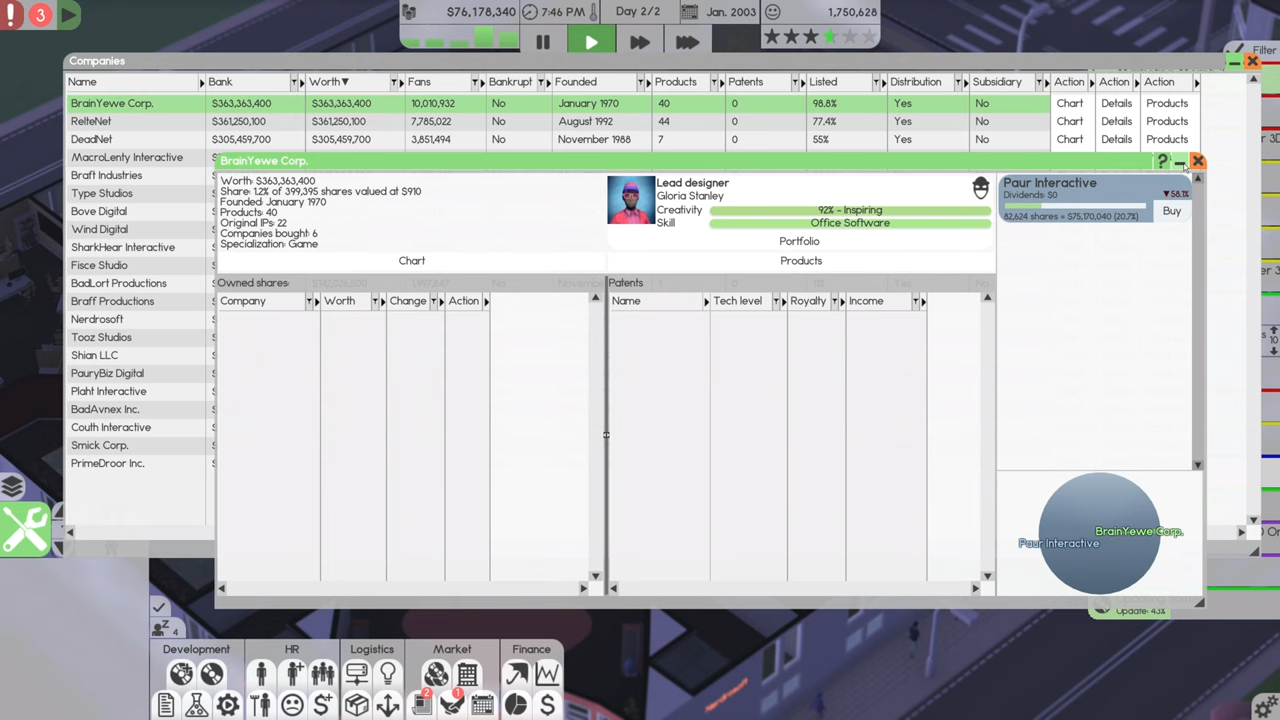 3
$76,178,340
7:46 PM
Day 2/2
Jan. 2003
1,750,628
Filter
Companies
Name Bank Worth▼ Fans Bankrupt Founded Products Patents Listed Distribution Subsidiary Action Action Action
BrainYewe Corp. $363,363,400 $363,363,400 10,010,932 No January 1970 40 0 98.8% Yes No Chart Details Products
RelteNet $361,250,100 $361,250,100 7,785,022 No August 1992 44 0 77.4% Yes No Chart Details Products
DeadNet $305,459,700 $305,459,700 3,851,494 No November 1988 7 0 55% Yes No Chart Details Products
MacroLenty Interactive
Braft Industries
Type Studios
Bove Digital
Wind Digital
SharkHear Interactive
Fisce Studio
BadLort Productions
Braff Productions
Nerdrosoft
Tooz Studios
Shian LLC
PauryBiz Digital
Plaht Interactive
BadAvnex Inc.
Couth Interactive
Smick Corp.
PrimeDroor Inc.
BrainYewe Corp.
?
Worth: $363,363,400
Share: 1.2% of 399,395 shares valued at $910
Founded: January 1970
Products: 40
Original IPs: 22
Companies bought: 6
Specialization: Game
Chart
Lead designer
Gloria Stanley
Creativity 92% - Inspiring
Skill Office Software
Portfolio
Products
Paur Interactive
Dividends: $0
▼58.1%
82,624 shares = $75,170,040 (20.7%)
Buy
Owned shares
Company Worth Change Action
Patents
Name Tech level Royalty Income
BrainYewe Corp.
Paur Interactive
Update: 43%
10
4
Development HR Logistics Market Finance
2
1